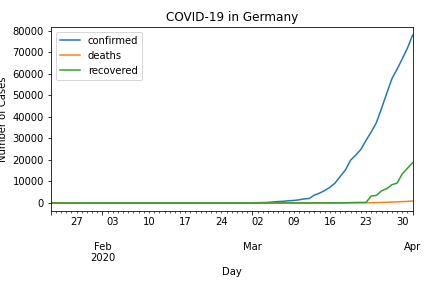 COVID-19 in Germany
confirmed
deaths
recovered
80000
70000
60000
50000
40000
30000
20000
10000
0
Number of Cases
27 03 10 17 24 02 09 16 23 30
Feb Mar Apr
2020
Day